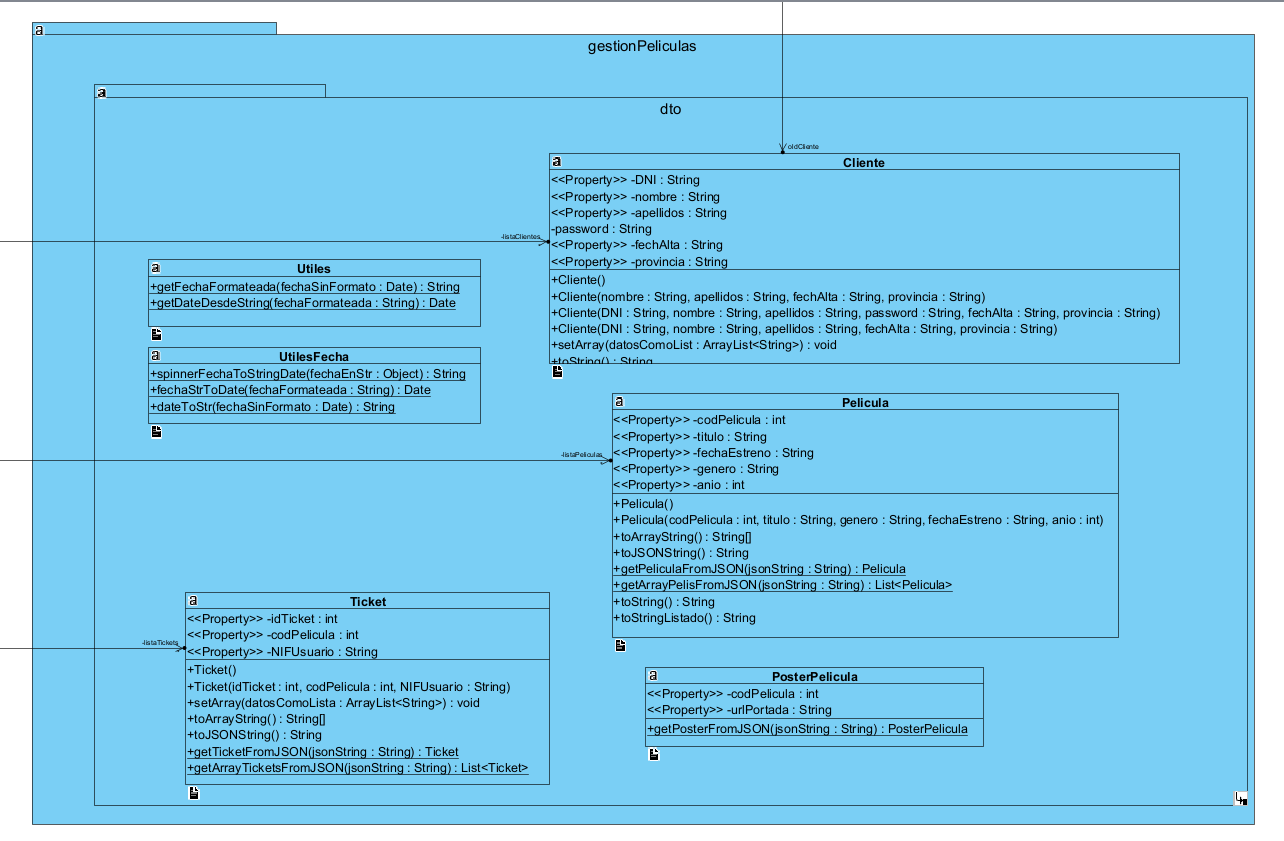 gestionPeliculas
dto
oldCliente
Cliente
<<Property>> -DNI : String
<<Property>> -nombre : String
<<Property>> -apellidos : String
-password : String
<<Property>> -fechAlta : String
<<Property>> -provincia : String
+Cliente()
+Cliente(nombre : String, apellidos : String, fechAlta : String, provincia : String)
+Cliente(DNI : String, nombre : String, apellidos : String, password : String, fechAlta : String, provincia : String)
+Cliente(DNI : String, nombre : String, apellidos : String, fechAlta : String, provincia : String)
+setArray(datosComoList : ArrayList<String>) : void
+toString() : String
-listaClientes
Utiles
+getFechaFormateada(fechaSinFormato : Date) : String
+getDateDesdeString(fechaFormateada : String) : Date
UtilesFecha
+spinnerFechaToStringDate(fechaEnStr : Object) : String
+fechaStrToDate(fechaFormateada : String) : Date
+dateToStr(fechaSinFormato : Date) : String
-listaPeliculas
Pelicula
<<Property>> -codPelicula : int
<<Property>> -titulo : String
<<Property>> -fechaEstreno : String
<<Property>> -genero : String
<<Property>> -anio : int
+Pelicula()
+Pelicula(codPelicula : int, titulo : String, genero : String, fechaEstreno : String, anio : int)
+toArrayString() : String[]
+toJSONString() : String
+getPeliculaFromJSON(jsonString : String) : Pelicula
+getArrayPelisFromJSON(jsonString : String) : List<Pelicula>
+toString() : String
+toStringListado() : String
-listaTickets
Ticket
<<Property>> -idTicket : int
<<Property>> -codPelicula : int
<<Property>> -NIFUsuario : String
+Ticket()
+Ticket(idTicket : int, codPelicula : int, NIFUsuario : String)
+setArray(datosComoLista : ArrayList<String>) : void
+toArrayString() : String[]
+toJSONString() : String
+getTicketFromJSON(jsonString : String) : Ticket
+getArrayTicketsFromJSON(jsonString : String) : List<Ticket>
PosterPelicula
<<Property>> -codPelicula : int
<<Property>> -urlPortada : String
+getPosterFromJSON(jsonString : String) : PosterPelicula